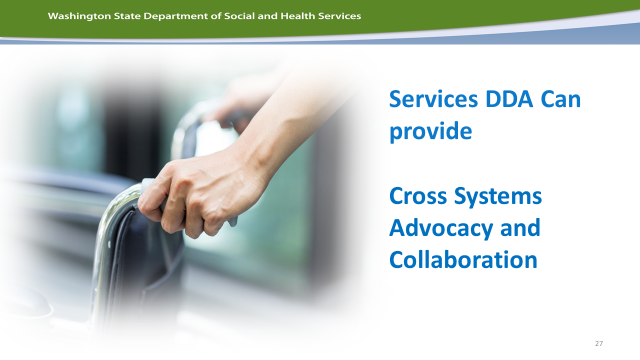 Washington State Department of Social and Health Services
Services DDA Can
provide
Cross Systems
Advocacy and
Collaboration
27